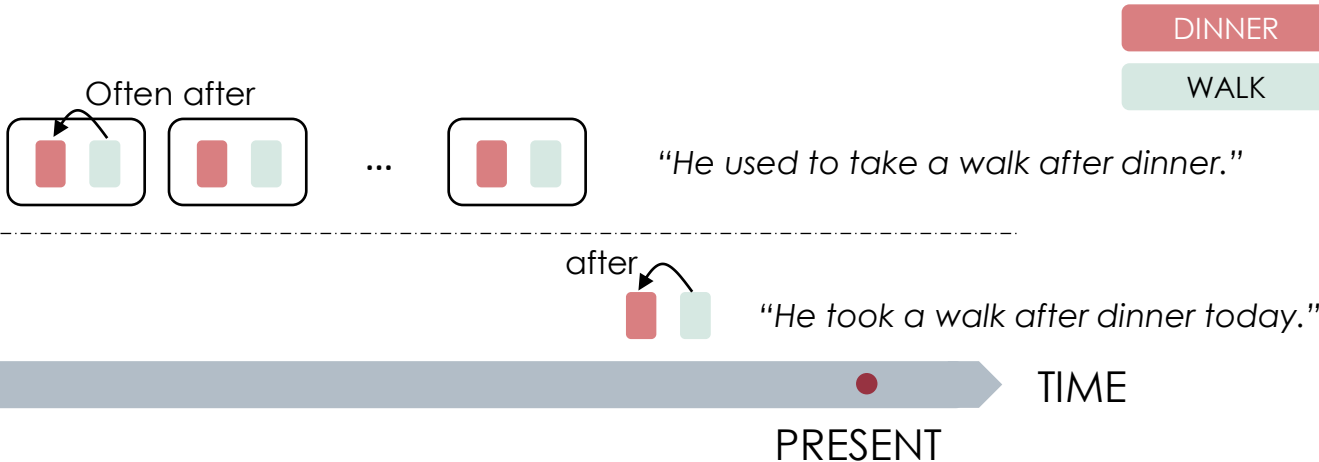 DINNER
WALK
Often after
...
“He used to take a walk after dinner.”
after
“He took a walk after dinner today.”
TIME
PRESENT